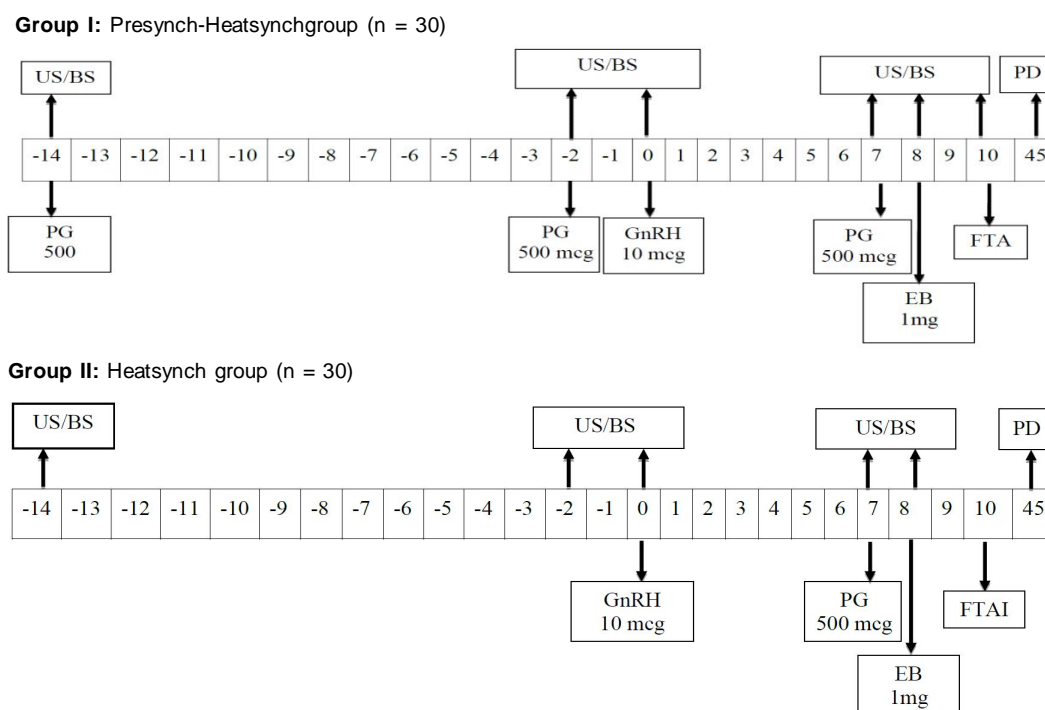 Group I: Presynch-Heatsynchgroup (n = 30)
US/BS
US/BS
US/BS
PD
-14 -13 -12 -11 -10 -9 -8 -7 -6 -5 -4 -3 -2 -1 0 1 2 3 4 5 6 7 8 9 10 45
PG
500
PG
500 mcg
GnRH
10 mcg
PG
500 mcg
FTA
EB
1mg
Group II: Heatsynch group (n = 30)
US/BS
US/BS
US/BS
PD
-14 -13 -12 -11 -10 -9 -8 -7 -6 -5 -4 -3 -2 -1 0 1 2 3 4 5 6 7 8 9 10 45
GnRH
10 mcg
PG
500 mcg
FTAI
EB
1mg